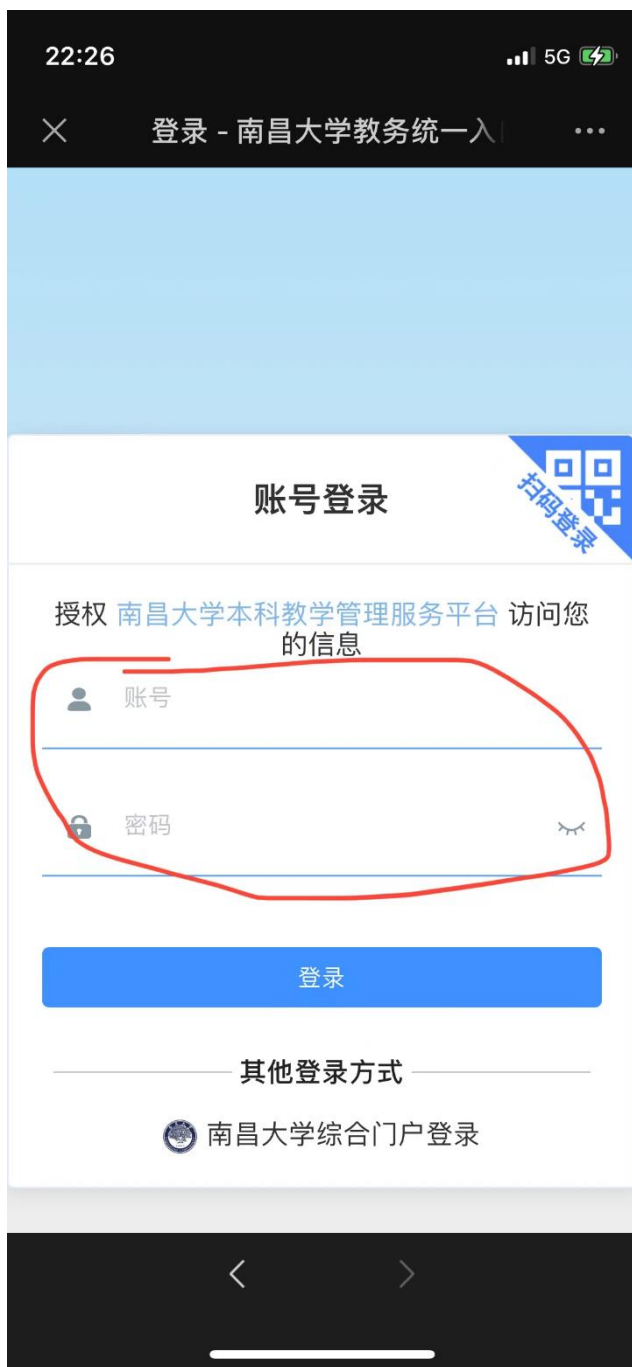 22:26
5G
登录 - 南昌大学教务统一入
账号登录
扫码登录
授权 南昌大学本科教学管理服务平台 访问您
的信息
账号
密码
登录
其他登录方式
南昌大学综合门户登录